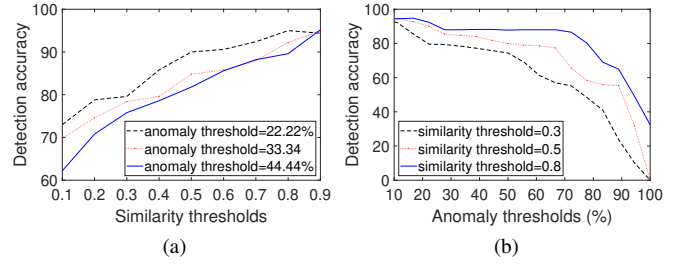 100
90
80
70
60
Detection accuracy
0.1 0.2 0.3 0.4 0.5 0.6 0.7 0.8 0.9
Similarity thresholds
anomaly threshold=22.22%
anomaly threshold=33.34
anomaly threshold=44.44%
(a)
100
80
60
40
20
0
Detection accuracy
10 20 30 40 50 60 70 80 90 100
Anomaly thresholds (%)
similarity threshold=0.3
similarity threshold=0.5
similarity threshold=0.8
(b)